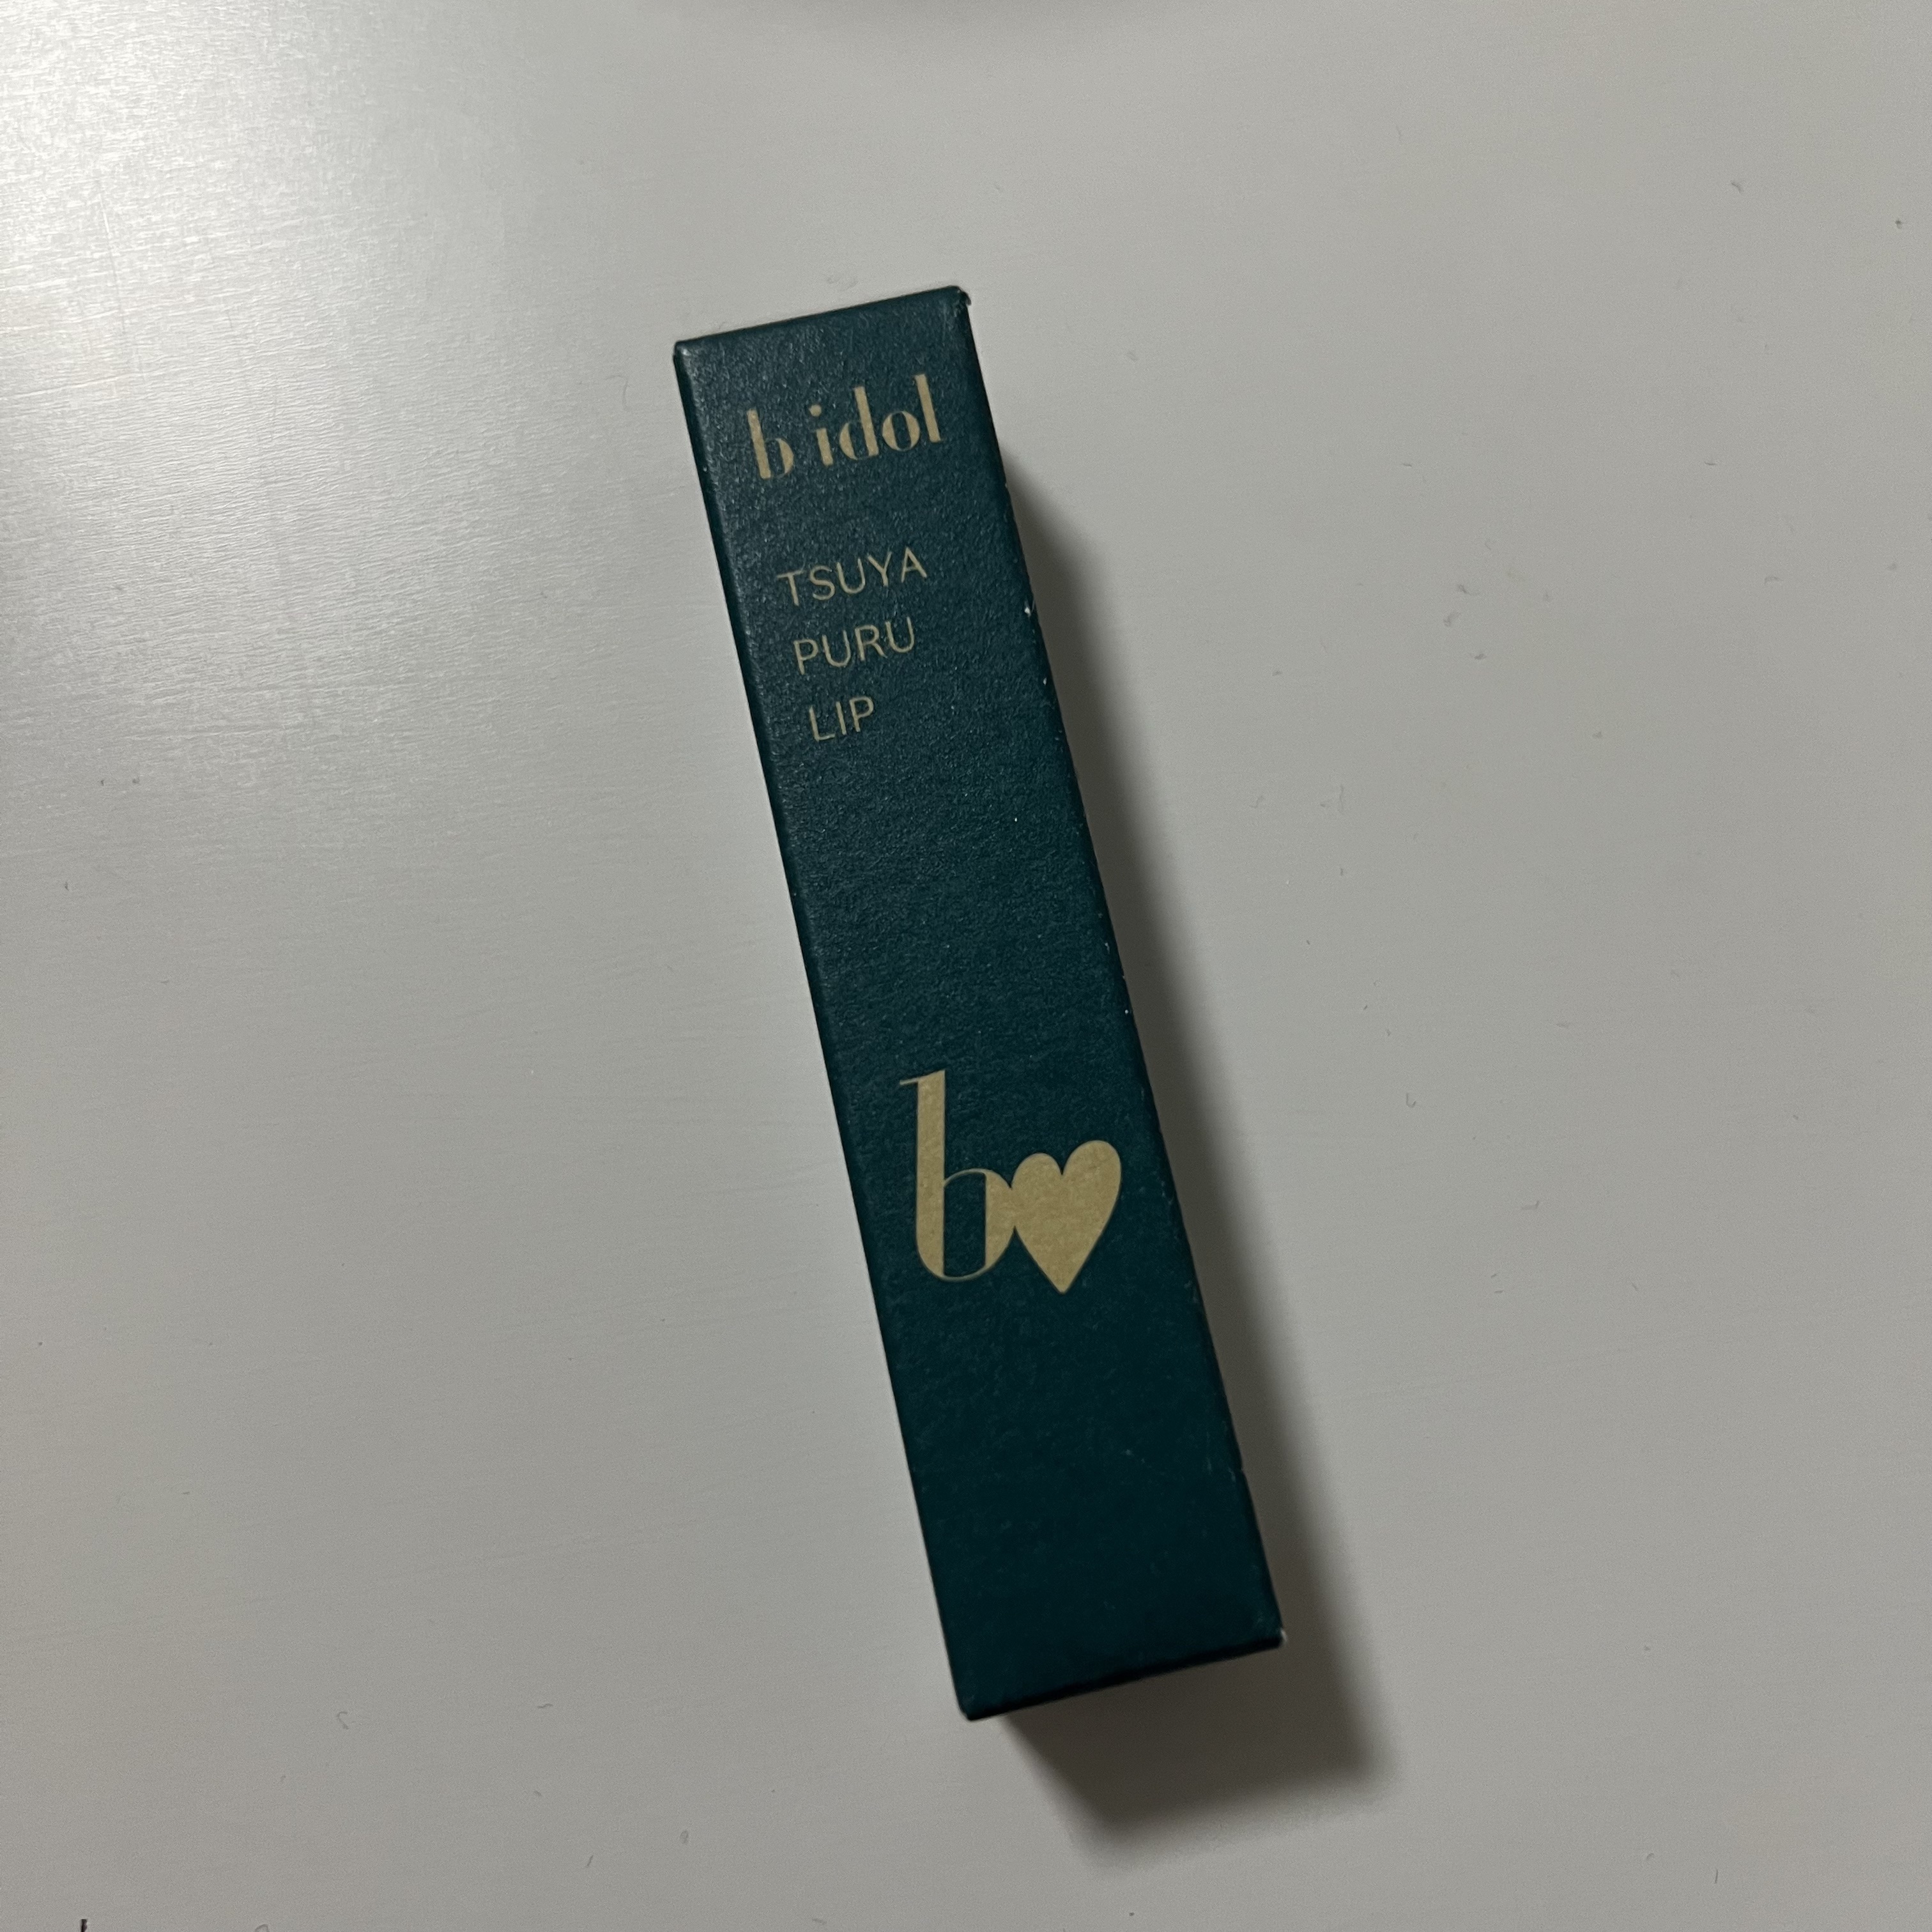 b idol
TSUYA
PURU
LIP
b♥